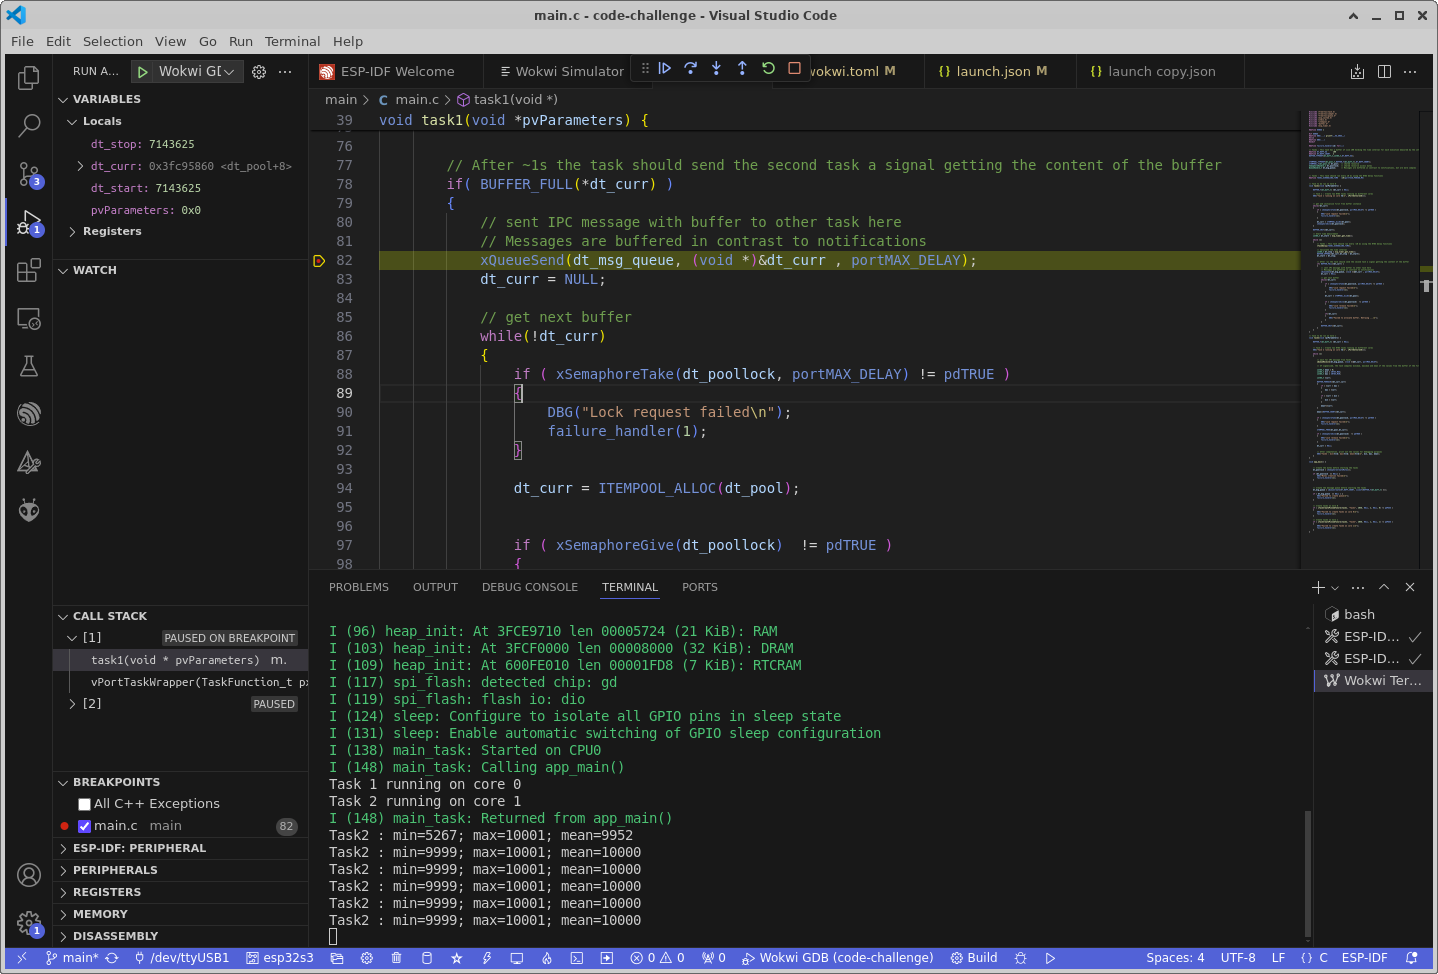 main.c - code-challenge - Visual Studio Code
File Edit Selection View Go Run Terminal Help
RUN A... Wokwi GI
ESP-IDF Welcome
Wokwi Simulator
wokwi.toml M
launch.json M
launch copy.json
VARIABLES
Locals
dt_stop: 7143625
dt_curr: 0x3fc95860 <dt_pool+8>
dt_start: 7143625
pvParameters: 0x0
Registers
WATCH
CALL STACK
[1] PAUSED ON BREAKPOINT
task1(void * pvParameters) m.
vPortTaskWrapper(TaskFunction_t px
[2] PAUSED
BREAKPOINTS
All C++ Exceptions
main.c main 82
ESP-IDF: PERIPHERAL
PERIPHERALS
REGISTERS
MEMORY
DISASSEMBLY
3
1
1
main > C main.c > task1(void *)
39 void task1(void *pvParameters) {
76
77 // After ~1s the task should send the second task a signal getting the content of the buffer
78 if( BUFFER_FULL(*dt_curr) )
79 {
80 // sent IPC message with buffer to other task here
81 // Messages are buffered in contrast to notifications
82 xQueueSend(dt_msg_queue, (void *)&dt_curr , portMAX_DELAY);
83 dt_curr = NULL;
84
85 // get next buffer
86 while(!dt_curr)
87 {
88 if ( xSemaphoreTake(dt_poollock, portMAX_DELAY) != pdTRUE )
89 {
90 DBG("Lock request failed\n");
91 failure_handler(1);
92 }
93
94 dt_curr = ITEMPOOL_ALLOC(dt_pool);
95
96
97 if ( xSemaphoreGive(dt_poollock)  != pdTRUE )
98 {
PROBLEMS OUTPUT DEBUG CONSOLE TERMINAL PORTS
I (96) heap_init: At 3FCE9710 len 00005724 (21 KiB): RAM
I (103) heap_init: At 3FCF0000 len 00008000 (32 KiB): DRAM
I (109) heap_init: At 600FE010 len 00001FD8 (7 KiB): RTCRAM
I (117) spi_flash: detected chip: gd
I (119) spi_flash: flash io: dio
I (124) sleep: Configure to isolate all GPIO pins in sleep state
I (131) sleep: Enable automatic switching of GPIO sleep configuration
I (138) main_task: Started on CPU0
I (148) main_task: Calling app_main()
Task 1 running on core 0
Task 2 running on core 1
I (148) main_task: Returned from app_main()
Task2 : min=5267; max=10001; mean=9952
Task2 : min=9999; max=10001; mean=10000
Task2 : min=9999; max=10001; mean=10000
Task2 : min=9999; max=10001; mean=10000
Task2 : min=9999; max=10001; mean=10000
Task2 : min=9999; max=10001; mean=10000
bash
ESP-ID...
ESP-ID...
Wokwi Ter...
main* /dev/ttyUSB1 esp32s3 0 0 0 Wokwi GDB (code-challenge) Build Spaces: 4 UTF-8 LF {} C ESP-IDF